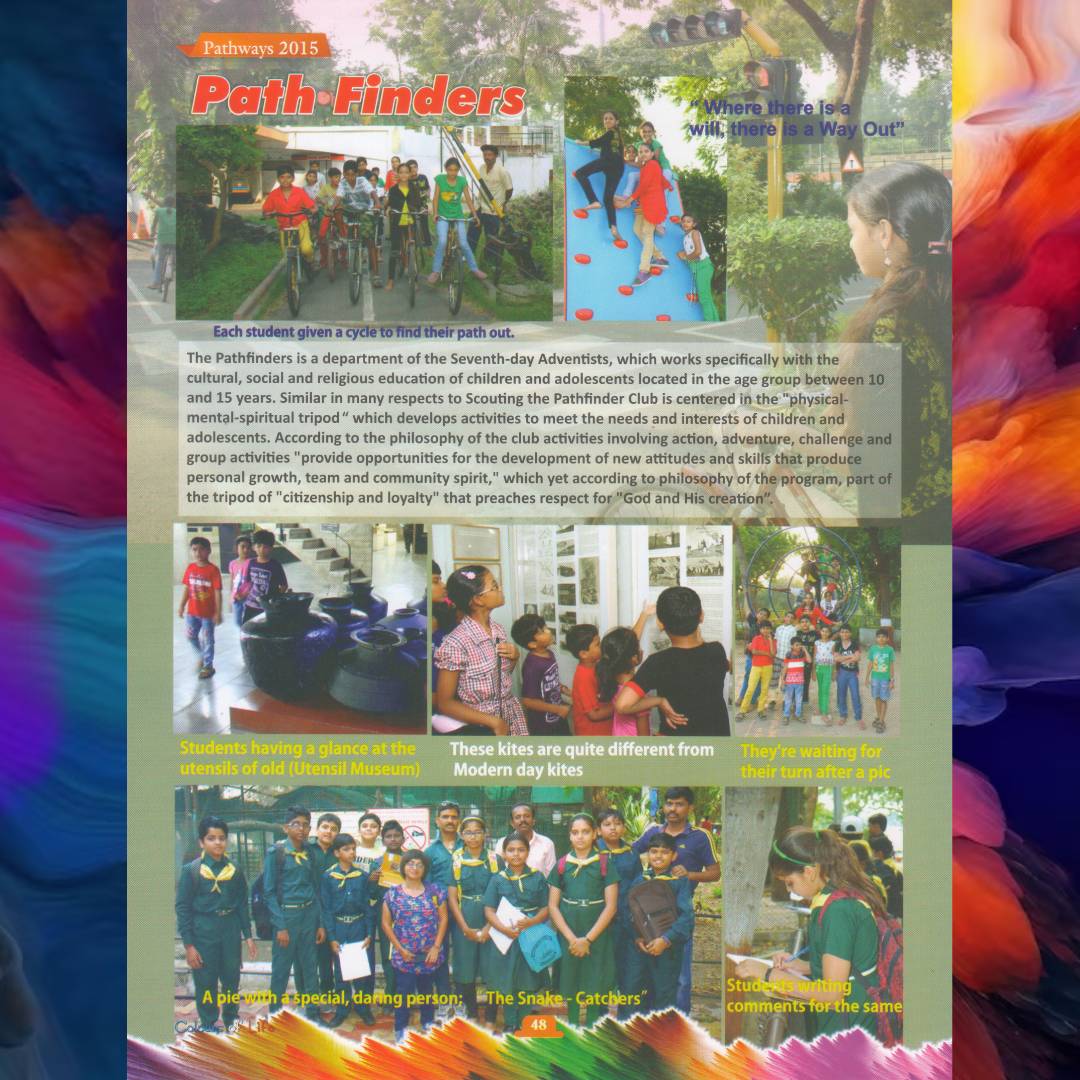 Pathways 2015
Path Finders
" Where there is a
will, there is a Way Out”
Each student given a cycle to find their path out.
The Pathfinders is a department of the Seventh-day Adventists, which works specifically with the
cultural, social and religious education of children and adolescents located in the age group between 10
and 15 years. Similar in many respects to Scouting the Pathfinder Club is centered in the "physical-
mental-spiritual tripod “ which develops activities to meet the needs and interests of children and
adolescents. According to the philosophy of the club activities involving action, adventure, challenge and
group activities "provide opportunities for the development of new attitudes and skills that produce
personal growth, team and community spirit," which yet according to philosophy of the program, part of
the tripod of "citizenship and loyalty" that preaches respect for "God and His creation”.
Students having a glance at the
utensils of old (Utensil Museum)
These kites are quite different from
Modern day kites
They're waiting for
their turn after a pic
A pie with a special, daring person; “ The Snake - Catchers”
Students writing
comments for the same
Colours of Life
48